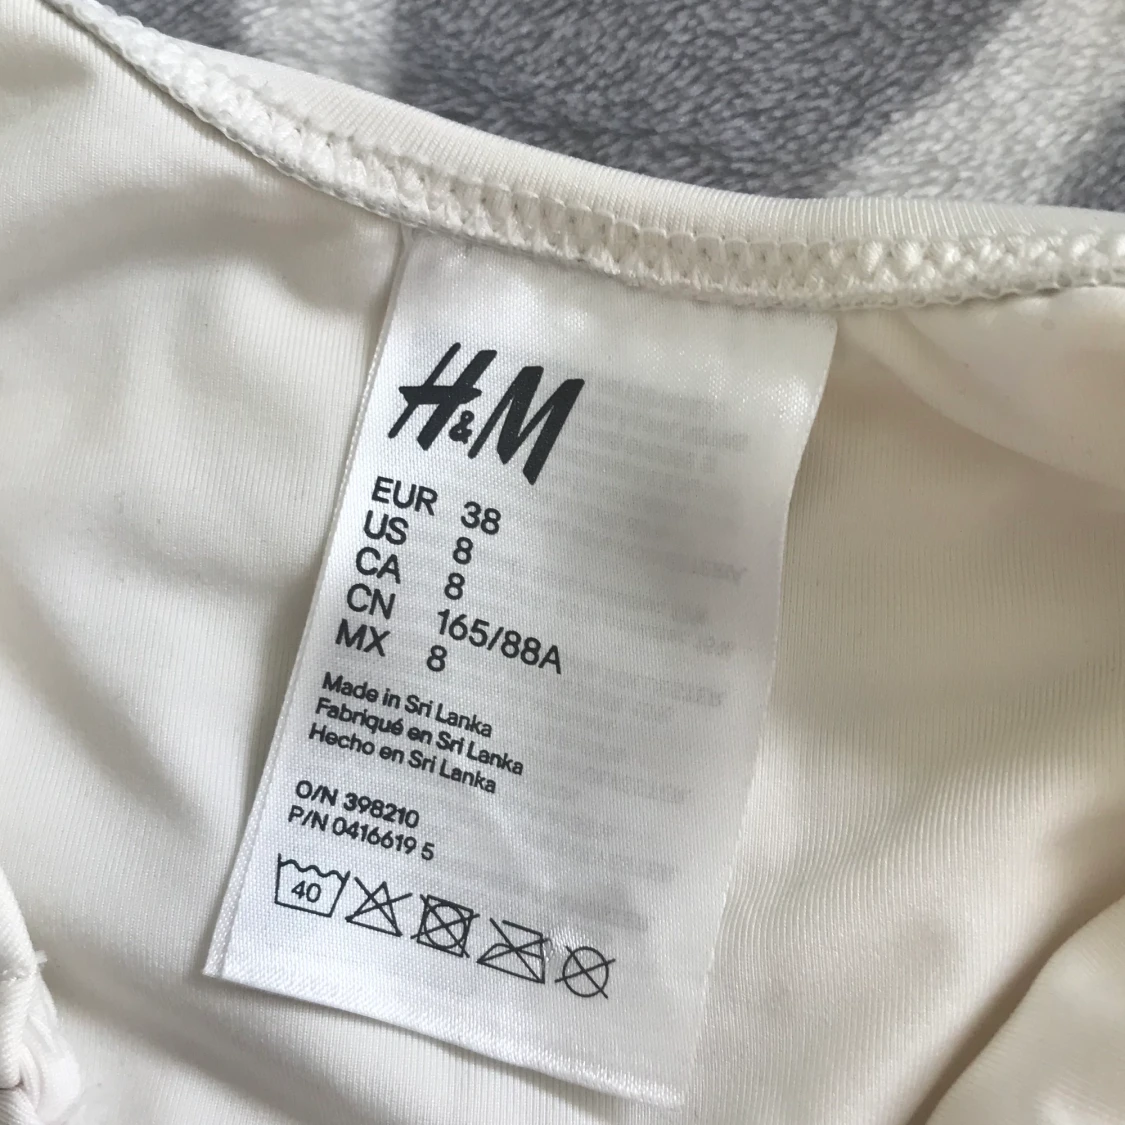 H&M
EUR 38
US 8
CA 8
CN 165/88A
MX 8
Made in Sri Lanka
Fabriqué en Sri Lanka
Hecho en Sri Lanka
O/N 398210
P/N 0416619 5
40